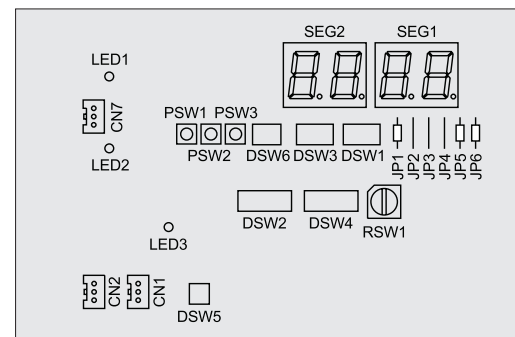 SEG2 SEG1
LED1
CN7
PSW1 PSW3
PSW2 DSW6 DSW3 DSW1
JP1 JP2 JP3 JP4 JP5 JP6
LED2
DSW2 DSW4 RSW1
LED3
CN2 CN1
DSW5